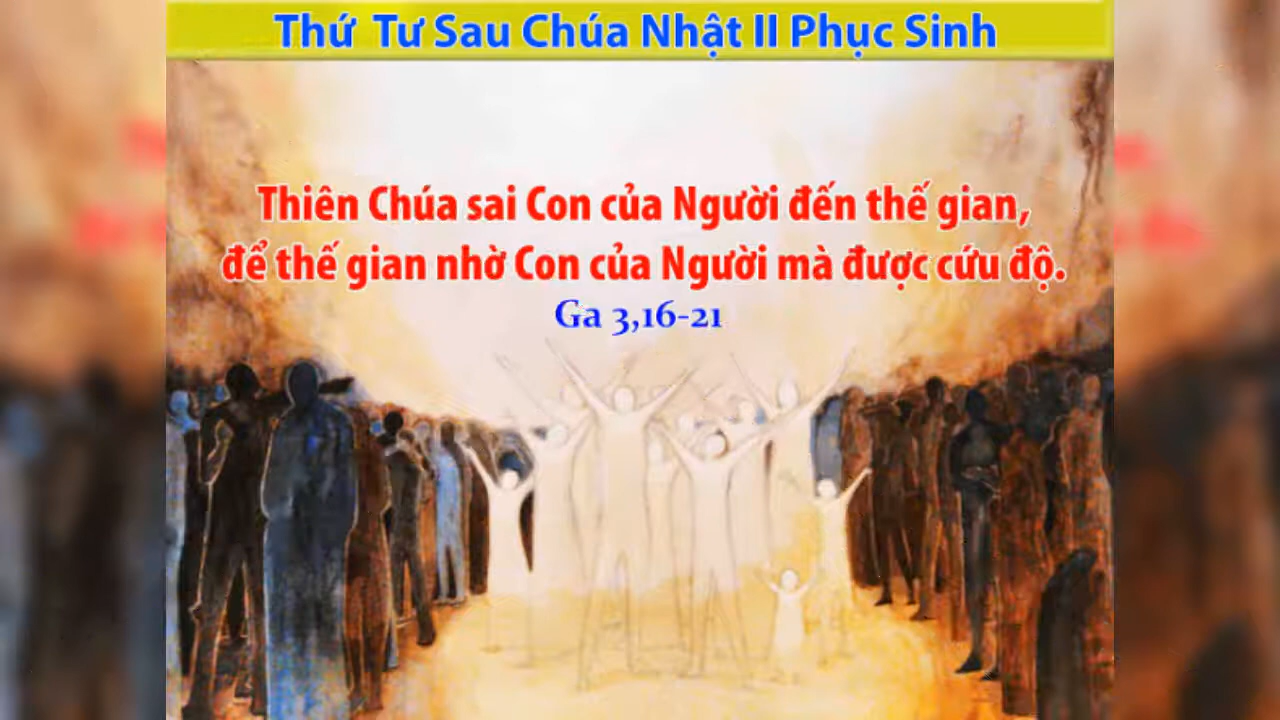 Thứ Tư Sau Chúa Nhật II Phục Sinh
Thiên Chúa sai Con của Người đến thế gian,
để thế gian nhờ Con của Người mà được cứu độ.
Ga 3,16-21